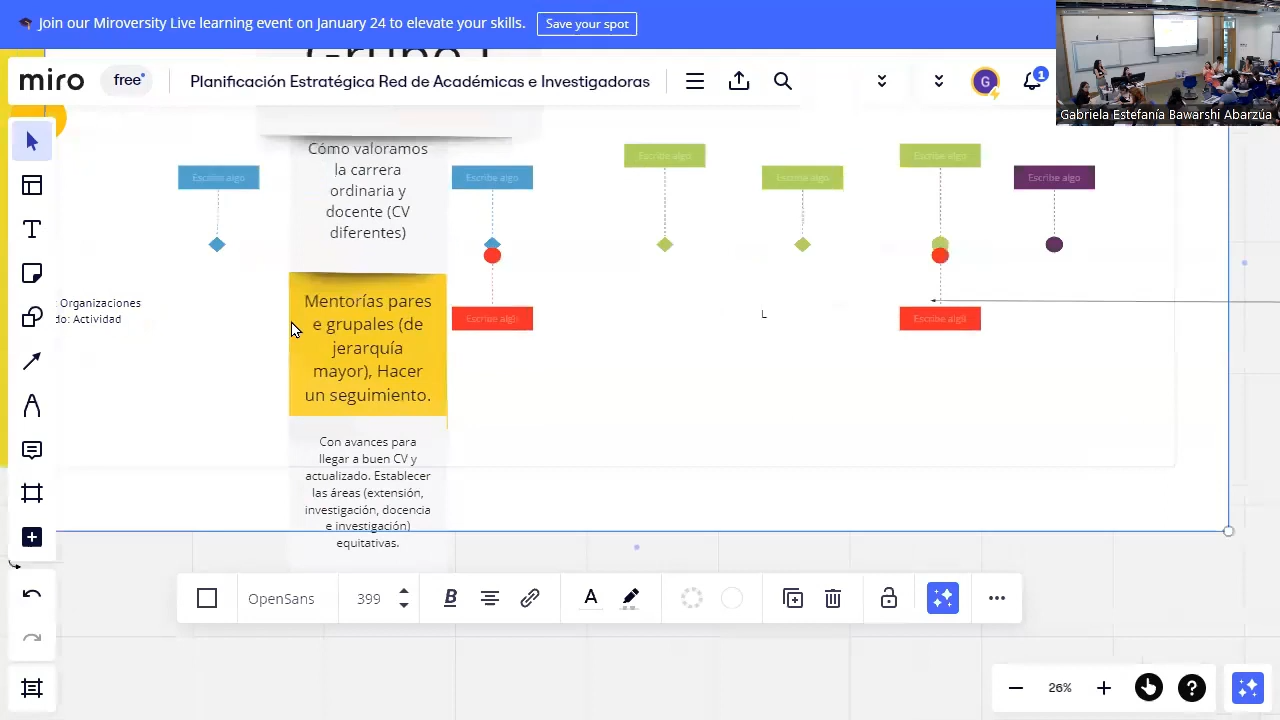 Join our Miroversity Live learning event on January 24 to elevate your skills.
Save your spot
Grupo 1
miro
free
Planificación Estratégica Red de Académicas e Investigadoras
G
1
Gabriela Estefanía Bawarshi Abarzúa
Cómo valoramos
la carrera
ordinaria y
docente (CV
diferentes)
Escribe algo
Escribe algo
Escribe algo
Escribe algo
Escribe algo
Escribe algo
Organizaciones
do: Actividad
Mentorías pares
e grupales (de
jerarquía
mayor), Hacer
un seguimiento.
Escribe algo
L
Escribe algo
Con avances para
llegar a buen CV y
actualizado. Establecer
las áreas (extensión,
investigación, docencia
e investigación)
equitativas.
OpenSans
399
B
A
26%